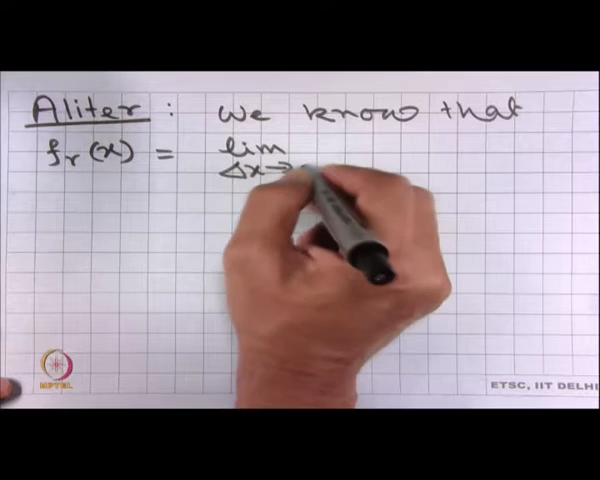 Aliter : We know that
fᵣ(x) = lim
Δx→
NPTEL
ETSC, IIT DELHI